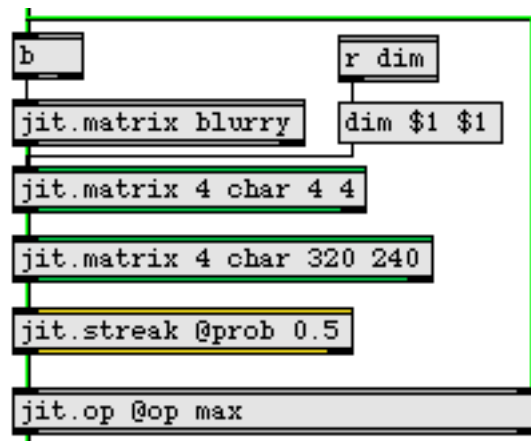 b
r dim
jit.matrix blurry
dim $1 $1
jit.matrix 4 char 4 4
jit.matrix 4 char 320 240
jit.streak @prob 0.5
jit.op @op max